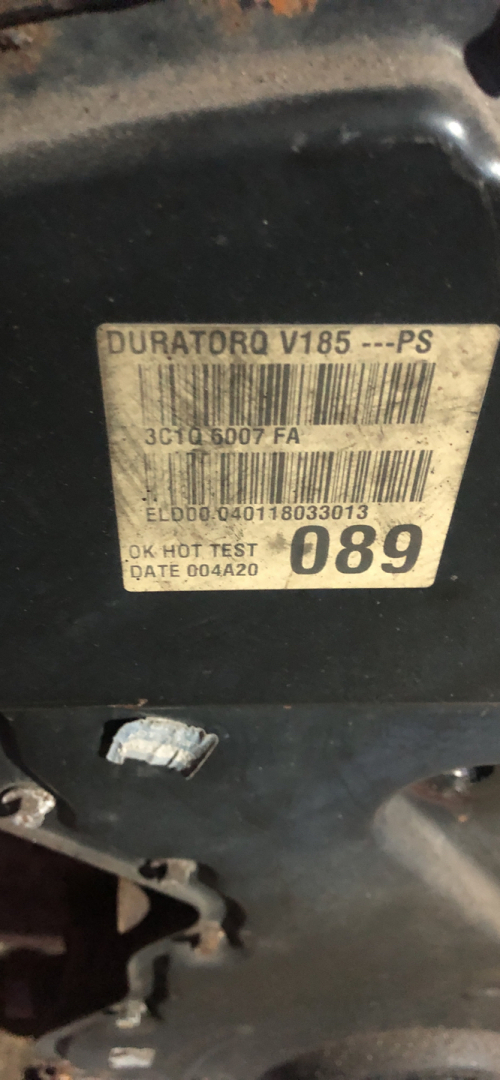 DURATORQ V185 ---PS
3C1Q 6007 FA
ELD00 040118033013
OK HOT TEST
089
DATE 004A20